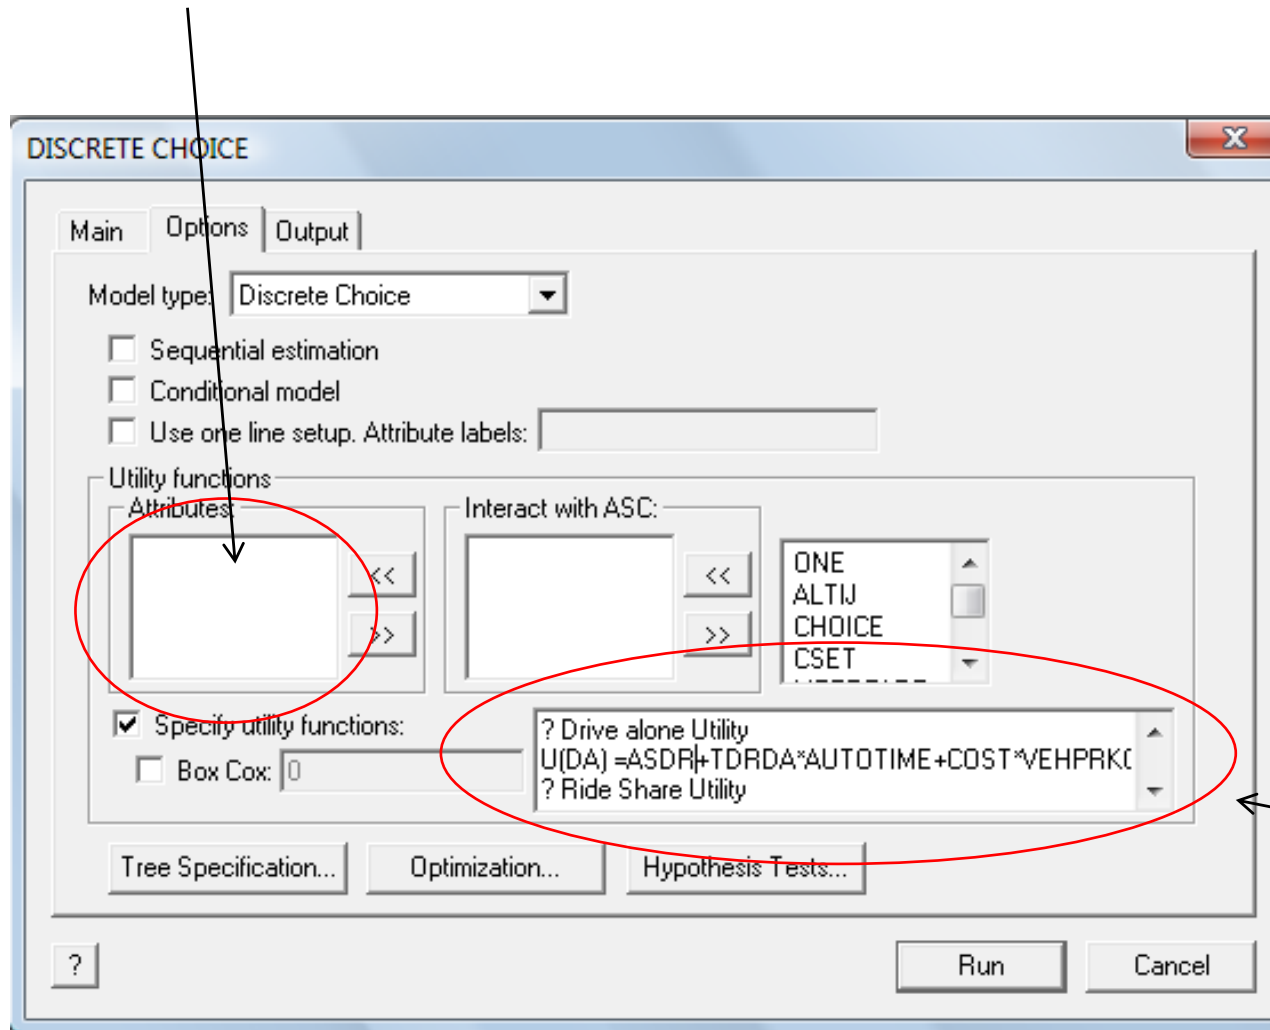 DISCRETE CHOICE
X
Main Options Output
Model type: Discrete Choice
Sequential estimation
Conditional model
Use one line setup. Attribute labels:
Utility functions
Attributes: Interact with ASC:
<< <<
>> >>
ONE
ALTIJ
CHOICE
CSET
Specify utility functions:
Box Cox: 0
? Drive alone Utility
U(DA) =ASDR+TDRDA*AUTOTIME+COST*VEHPRK
? Ride Share Utility
Tree Specification... Optimization... Hypothesis Tests...
? Run Cancel